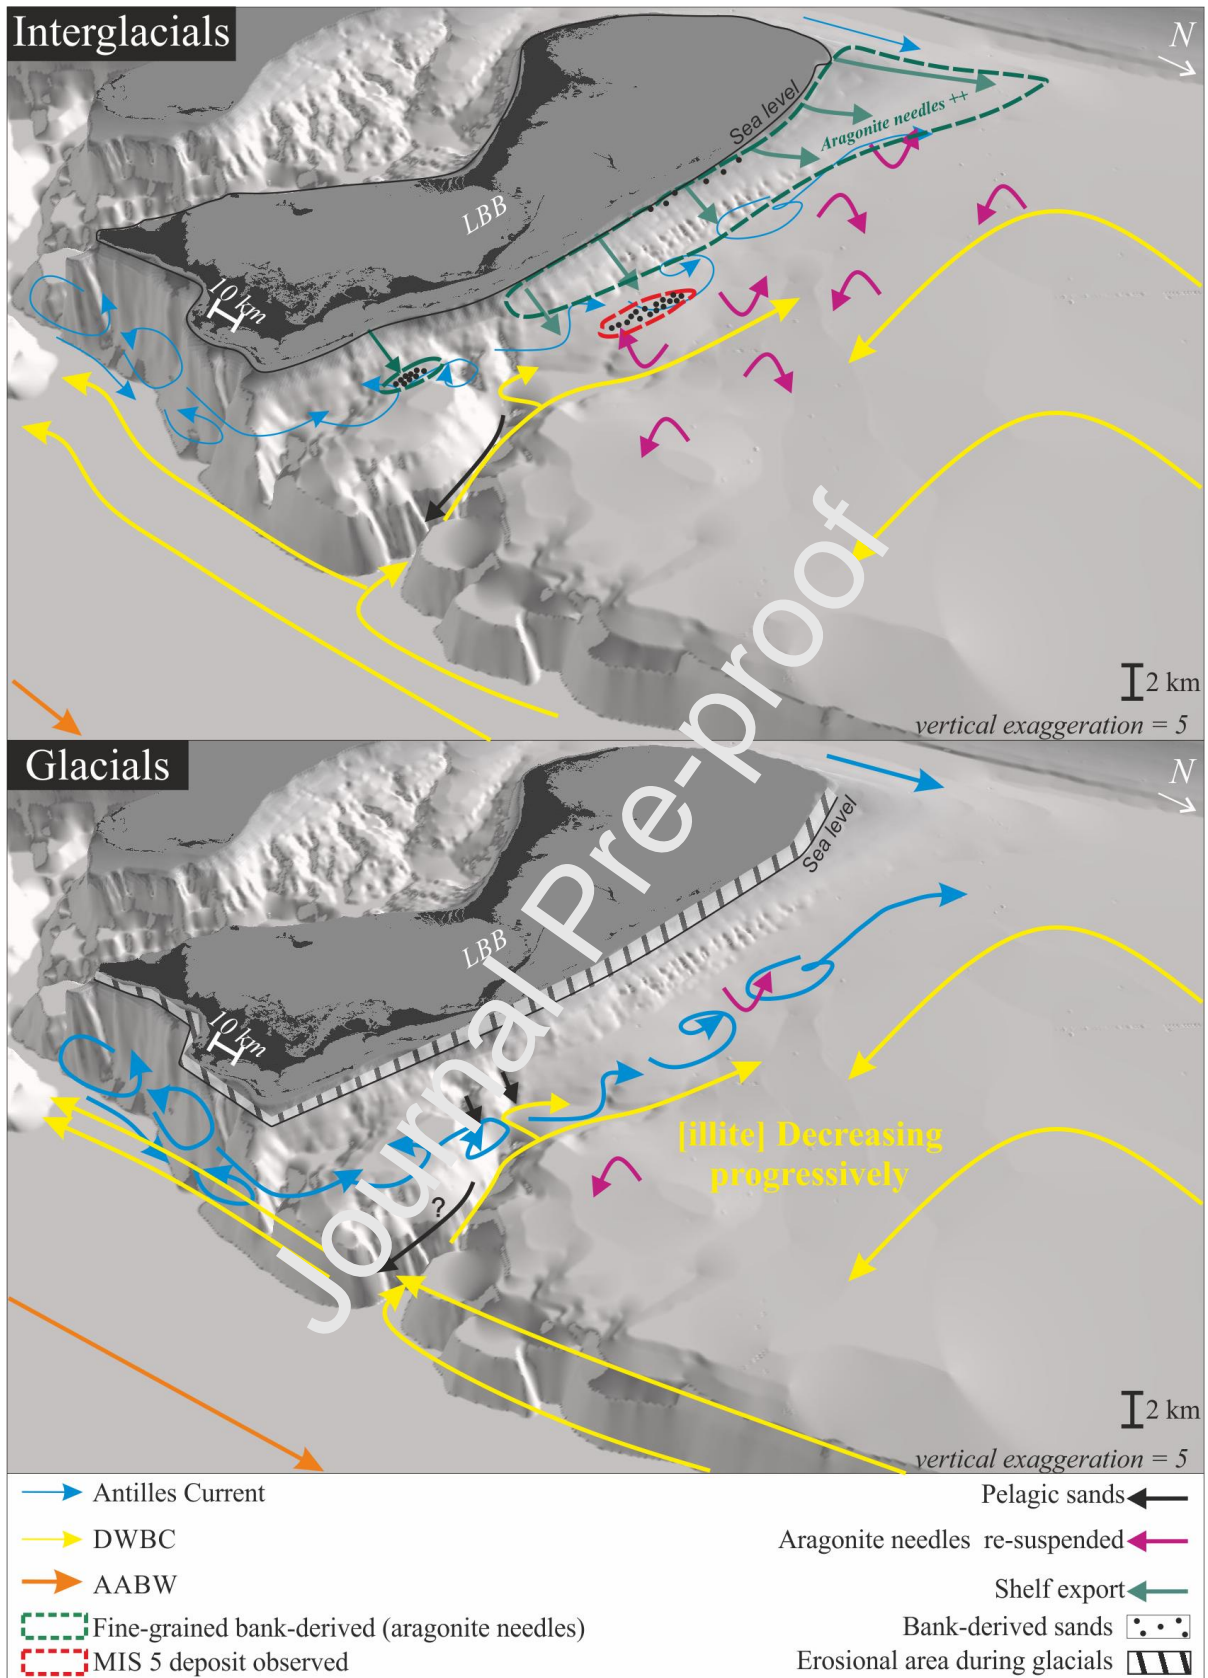 Interglacials
N
Sea level
Aragonite needles ++
LBB
10 km
2 km
vertical exaggeration = 5
Glacials
N
Sea level
LBB
10 km
[illite] Decreasing
progressively
?
2 km
vertical exaggeration = 5
Journal Pre-proof
Antilles Current
Pelagic sands
DWBC
Aragonite needles re-suspended
AABW
Shelf export
Fine-grained bank-derived (aragonite needles)
Bank-derived sands
MIS 5 deposit observed
Erosional area during glacials